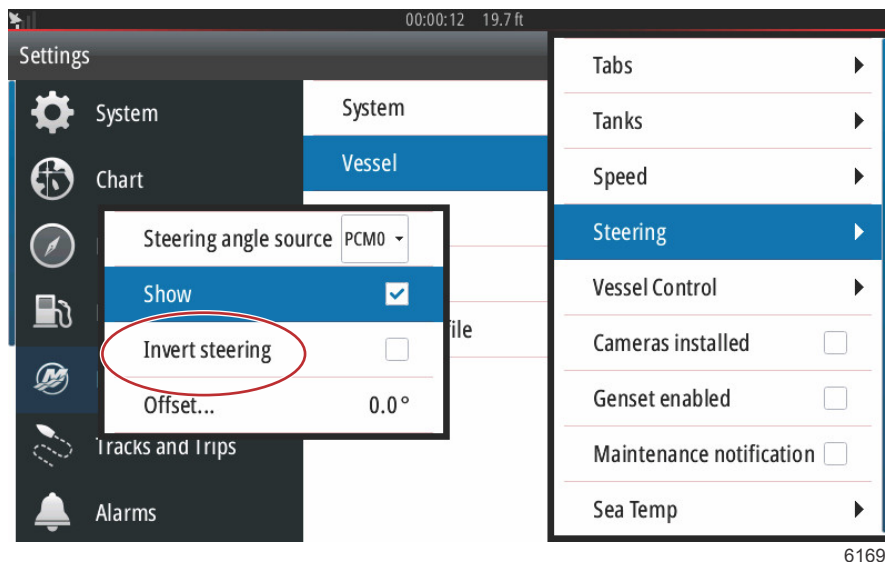 00:00:12 19.7 ft
Settings
System
Chart
Tracks and Trips
Alarms
System
Vessel
file
Steering angle source PCM0
Show
Invert steering
Offset... 0.0°
Tabs
Tanks
Speed
Steering
Vessel Control
Cameras installed
Genset enabled
Maintenance notification
Sea Temp
6169